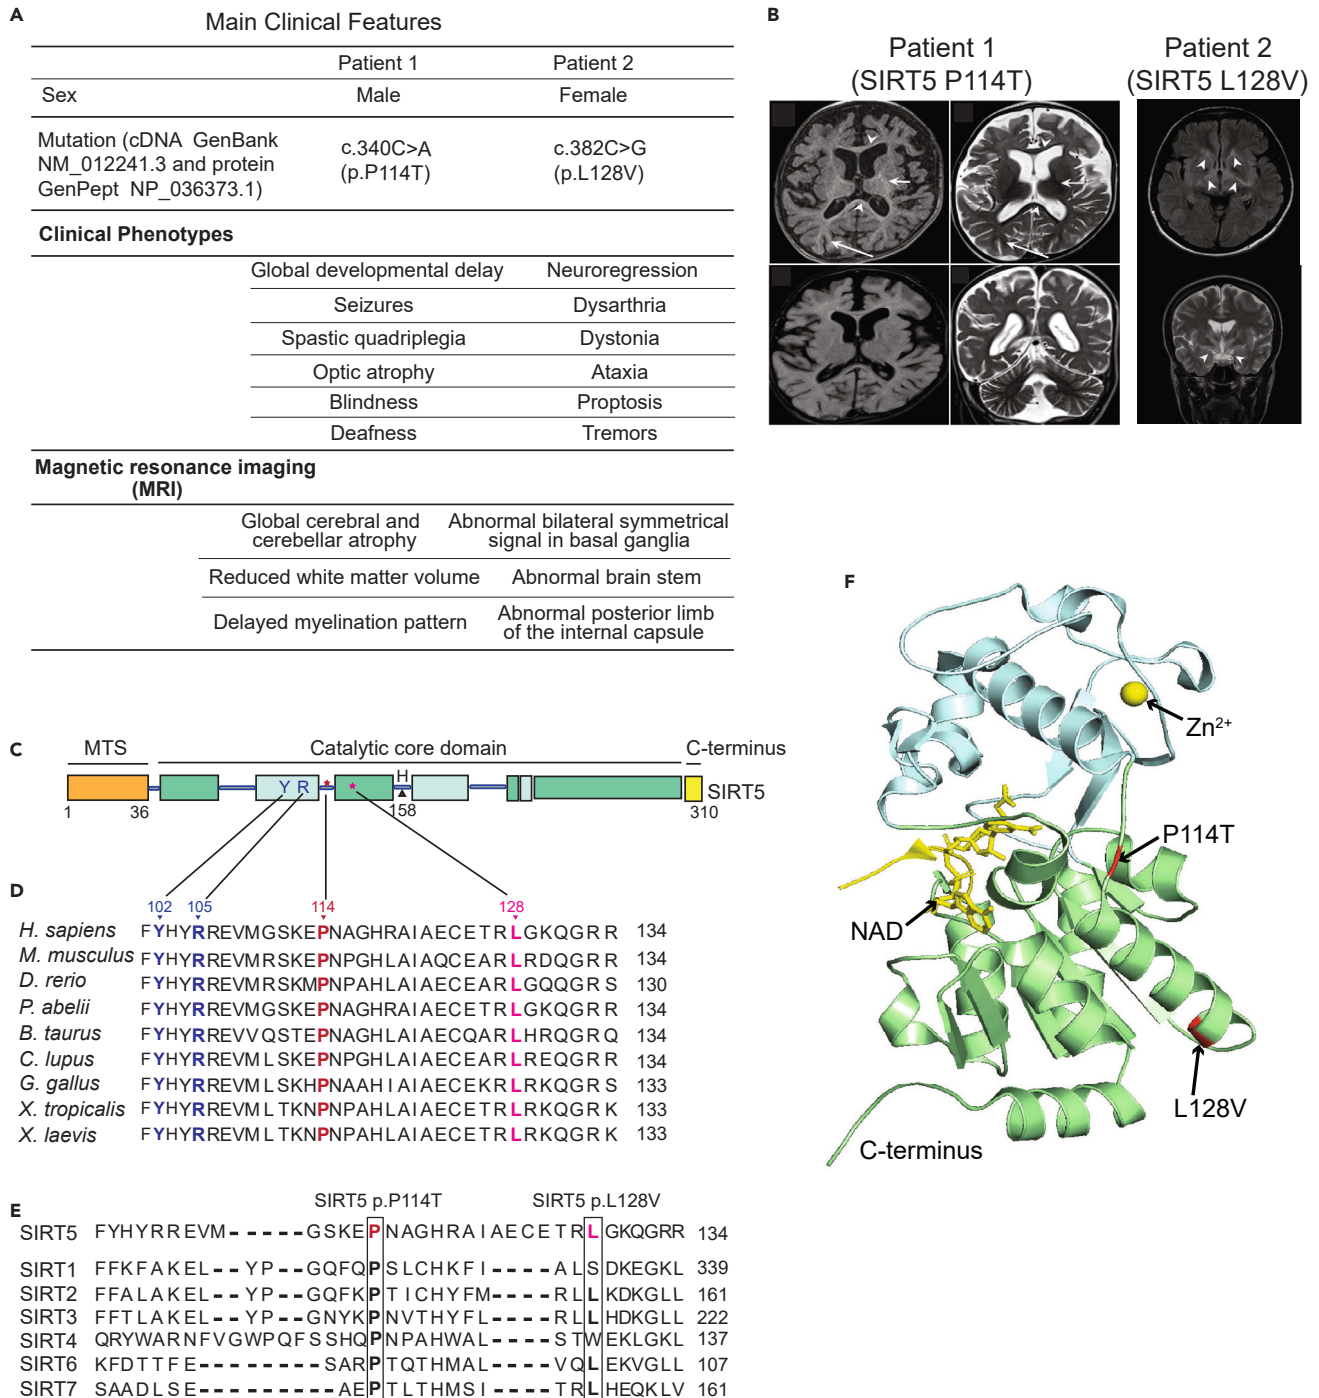 A
Main Clinical Features
Patient 1 Patient 2
Sex Male Female
Mutation (cDNA GenBank
NM_012241.3 and protein
GenPept NP_036373.1)
c.340C>A
(p.P114T)
c.382C>G
(p.L128V)
Clinical Phenotypes
Global developmental delay Neuroregression
Seizures Dysarthria
Spastic quadriplegia Dystonia
Optic atrophy Ataxia
Blindness Proptosis
Deafness Tremors
Magnetic resonance imaging
(MRI)
Global cerebral and
cerebellar atrophy
Abnormal bilateral symmetrical
signal in basal ganglia
Reduced white matter volume Abnormal brain stem
Delayed myelination pattern
Abnormal posterior limb
of the internal capsule
B
Patient 1
(SIRT5 P114T)
Patient 2
(SIRT5 L128V)
C
MTS Catalytic core domain C-terminus
Y R H SIRT5
1 36 158 310
D
102 105 114 128
H. sapiens FYHYRREVMGSKEPNAGHRAIAECETRLGKQGRR 134
M. musculus FYHYRREVMRSKEPNPGHLAIAQCEARLRDQGRR 134
D. rerio FYHYRREVMRSKMPNPAHLAIAECEARLGQQGRS 130
P. abelii FYHYRREVMGSKEPNAGHRAIAECETRLGKQGRR 134
B. taurus FYHYRREVVQSTEPNAGHRAIAECQARLHRQGRQ 134
C. lupus FYHYRREVMLSKEPNPGHLAIAECEARLREQGRR 134
G. gallus FYHYRREVMLSKHPNAAHIAIAECEKRLRKQGRS 133
X. tropicalis FYHYRREVMLTKNPNPAHLAIAECETRLRKQGRK 133
X. laevis FYHYRREVMLTKNPNPAHLAIAECETRLRKQGRK 133
E
SIRT5 p.P114T SIRT5 p.L128V
SIRT5 FYHYRREVM-----GSKEPNAGHRAIAECETRLGKQGRR 134
SIRT1 FFKFAKEL--YP--GQFQPSLCHKFI----ALSDKEGKL 339
SIRT2 FFALAKEL--YP--GQFKPTICHYFM----RLLKDKGLL 161
SIRT3 FFTLAKEL--YP--GNYKPNVTHYFL----RLLHDKGLL 222
SIRT4 QRYWARNFVGWPQFSSHQPNPAHWAL----STWEKLGKL 137
SIRT6 KFDTTFE---------SARPTQTHMAL----VQLEKVGLL 107
SIRT7 SAADLSE----------AEPTLTHMSI----TRLHEQKLV 161
F
Zn2+
P114T
NAD
L128V
C-terminus